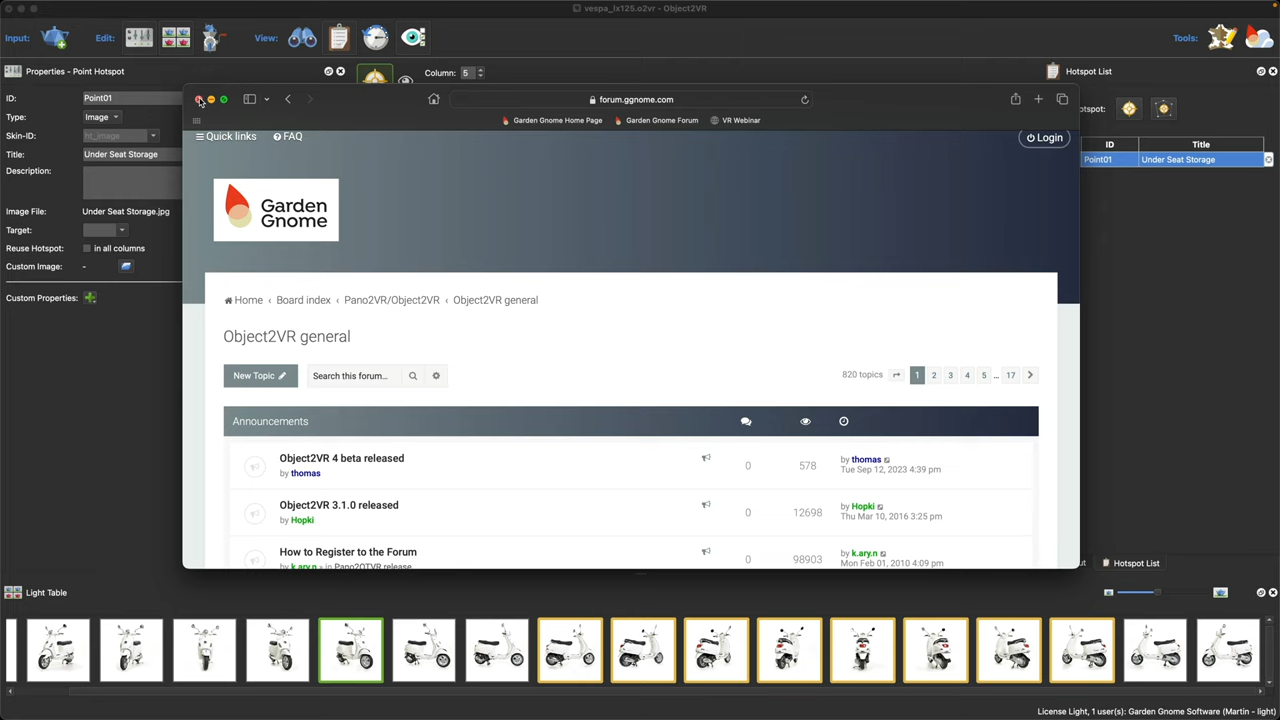 vespa_lx125.o2vr - Object2VR
Input:
Edit:
View:
Tools:
Properties - Point Hotspot
Column: 5
Hotspot List
ID: Point01
Type: Image
Skin-ID: ht_image
Title: Under Seat Storage
Description:
Image File: Under Seat Storage.jpg
Target:
Reuse Hotspot: in all columns
Custom Image: -
Custom Properties:
forum.ggnome.com
Garden Gnome Home Page
Garden Gnome Forum
VR Webinar
Quick links
FAQ
Login
Garden
Gnome
Home ‹ Board index ‹ Pano2VR/Object2VR ‹ Object2VR general
Object2VR general
New Topic
Search this forum...
820 topics
1 2 3 4 5 ... 17
Announcements
Object2VR 4 beta released
by thomas
0
578
by thomas
Tue Sep 12, 2023 4:39 pm
Object2VR 3.1.0 released
by Hopki
0
12698
by Hopki
Thu Mar 10, 2016 3:25 pm
How to Register to the Forum
by k.ary.n » in Pano2QTVR release
0
98903
by k.ary.n
Mon Feb 01, 2010 4:09 pm
otspot:
ID Title
Point01 Under Seat Storage
ut
Hotspot List
Light Table
License Light, 1 user(s): Garden Gnome Software (Martin - light)